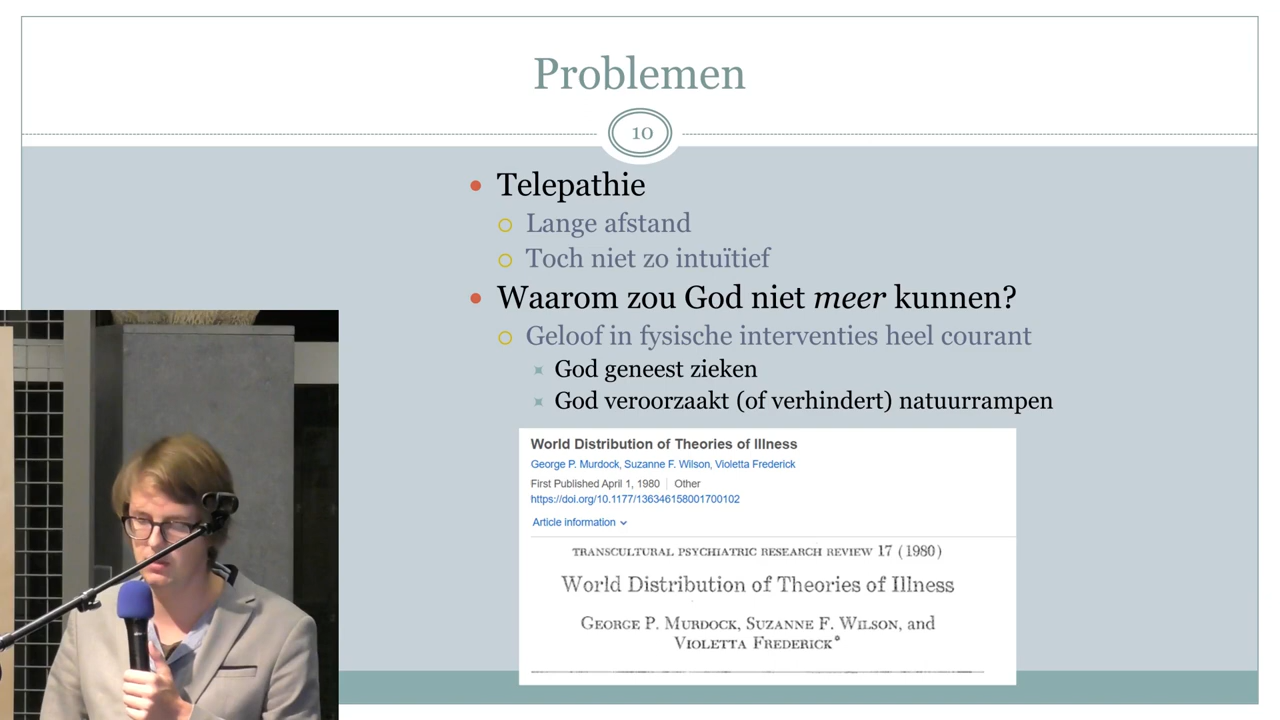 Problemen
10
Telepathie
Lange afstand
Toch niet zo intuïtief
Waarom zou God niet meer kunnen?
Geloof in fysische interventies heel courant
God geneest zieken
God veroorzaakt (of verhindert) natuurrampen
World Distribution of Theories of Illness
George P. Murdock, Suzanne F. Wilson, Violetta Frederick
First Published April 1, 1980 | Other
https://doi.org/10.1177/136346158001700102
Article information
TRANSCULTURAL PSYCHIATRIC RESEARCH REVIEW 17 (1980)
World Distribution of Theories of Illness
GEORGE P. MURDOCK, SUZANNE F. WILSON, and
VIOLETTA FREDERICK*